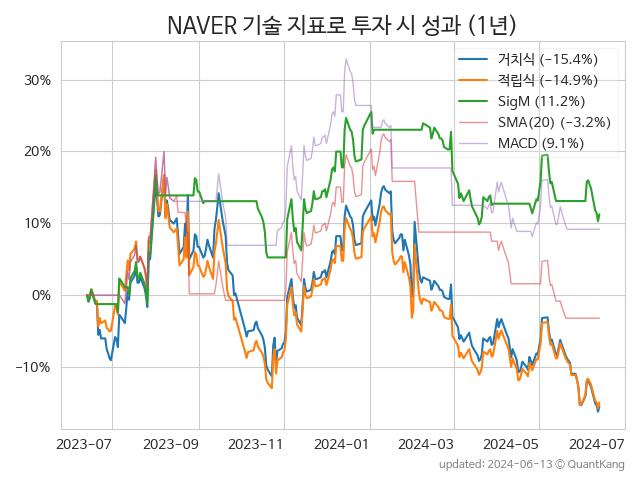 NAVER 기술 지표로 투자 시 성과 (1년)
거치식 (−15.4%)
적립식 (−14.9%)
SigM (11.2%)
SMA(20) (−3.2%)
MACD (9.1%)
30%
20%
10%
0%
−10%
2023−07 2023−09 2023−11 2024−01 2024−03 2024−05 2024−07
updated: 2024-06-13 ⓒ QuantKang